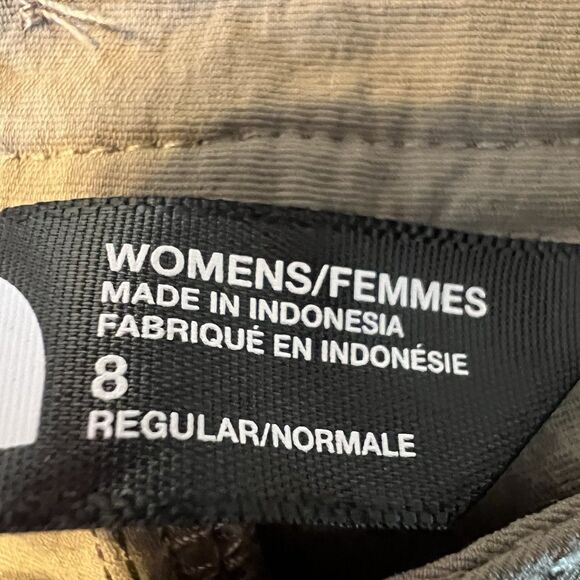 WOMENS/FEMMES
MADE IN INDONESIA
FABRIQUÉ EN INDONÉSIE
8
REGULAR/NORMALE